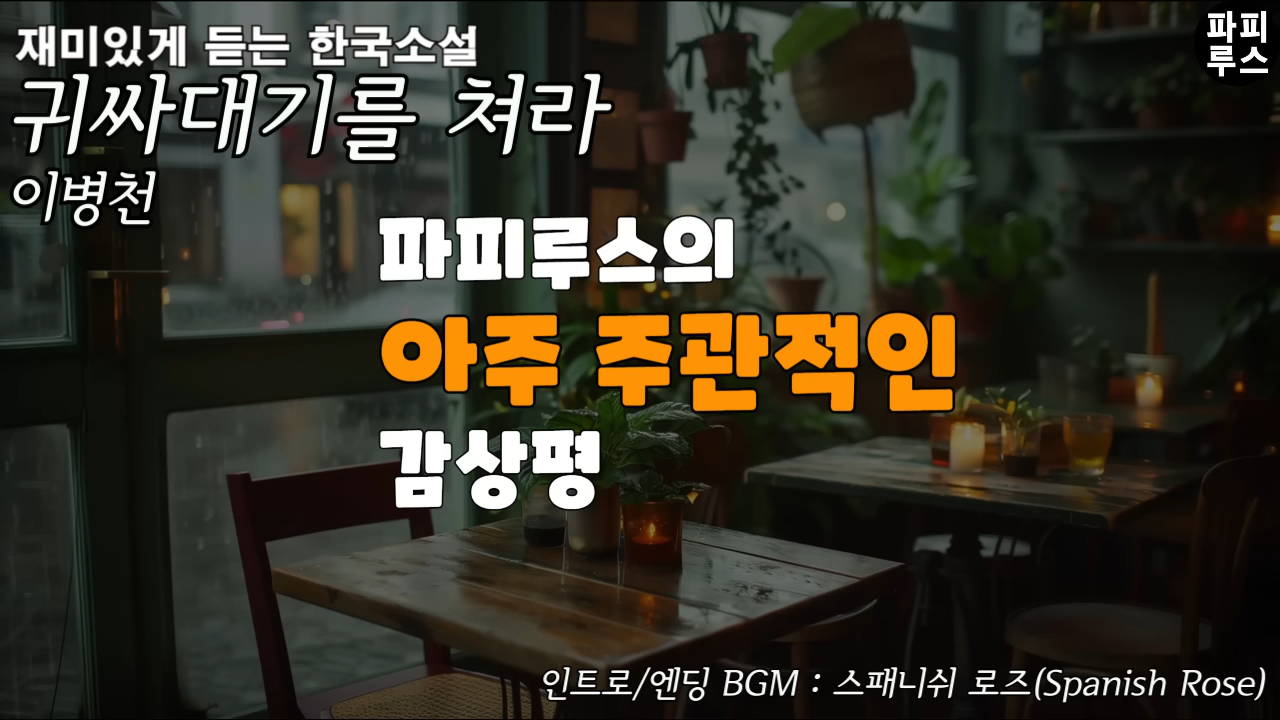 재미있게 듣는 한국소설
귀싸대기를 쳐라
이병천
파피
루스
파피루스의
아주 주관적인
감상평
인트로/엔딩 BGM : 스패니쉬 로즈(Spanish Rose)